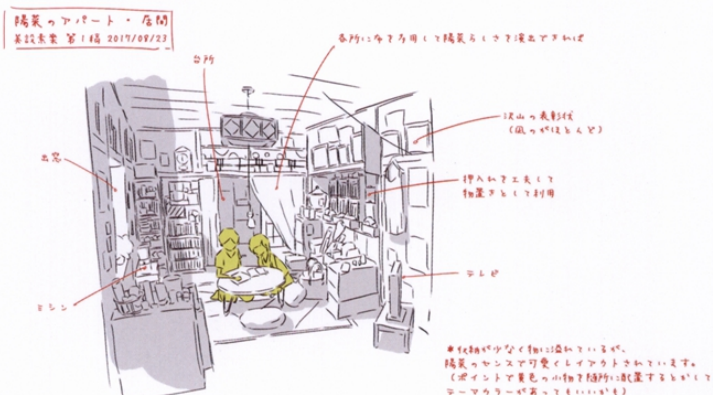 陽菜のアパート・居間
美設素案 第1稿 2017/08/23
台所
各所に布を多用して陽菜らしさを演出できれば
沢山の表彰状
(凪のがほとんど)
出窓
押入れを工夫して
物置きとして利用
ミシン
テレビ
*収納が少なく物に溢れているが、
陽菜のセンスで可愛くレイアウトされています。
(ポイントで黄色の小物を随所に配置するとかして
テーマカラーがあってもいいかも)